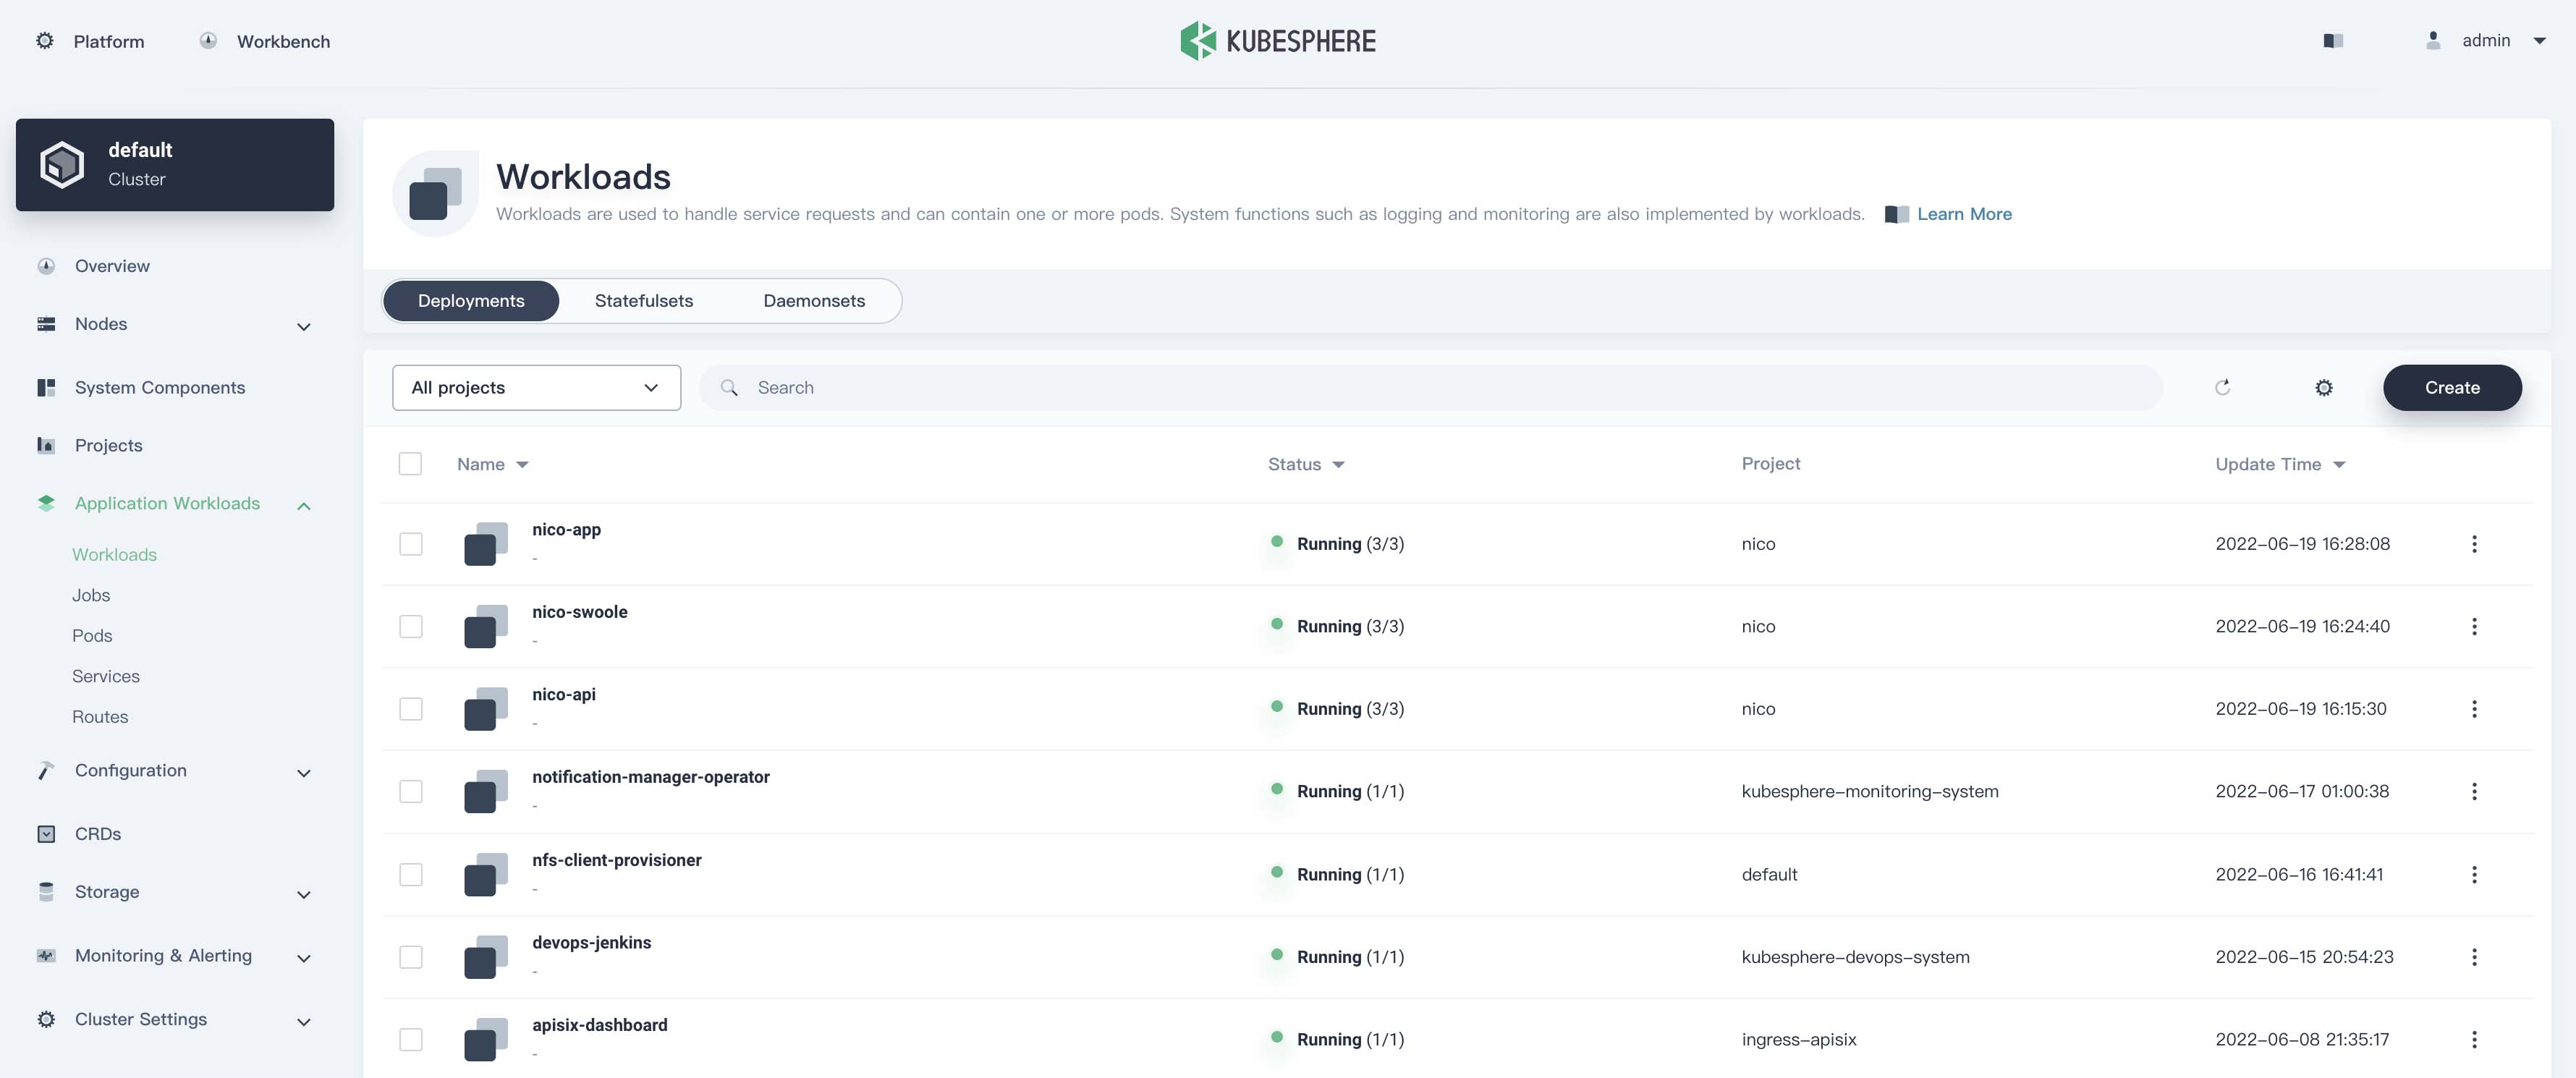 Platform Workbench KUBESPHERE admin
default
Cluster
Overview
Nodes
System Components
Projects
Application Workloads
Workloads
Jobs
Pods
Services
Routes
Configuration
CRDs
Storage
Monitoring & Alerting
Cluster Settings
Workloads
Workloads are used to handle service requests and can contain one or more pods. System functions such as logging and monitoring are also implemented by workloads. Learn More
Deployments Statefulsets Daemonsets
All projects Search Create
Name Status Project Update Time
nico-app
-
Running (3/3) nico 2022-06-19 16:28:08
nico-swoole
-
Running (3/3) nico 2022-06-19 16:24:40
nico-api
-
Running (3/3) nico 2022-06-19 16:15:30
notification-manager-operator
-
Running (1/1) kubesphere-monitoring-system 2022-06-17 01:00:38
nfs-client-provisioner
-
Running (1/1) default 2022-06-16 16:41:41
devops-jenkins
-
Running (1/1) kubesphere-devops-system 2022-06-15 20:54:23
apisix-dashboard
-
Running (1/1) ingress-apisix 2022-06-08 21:35:17